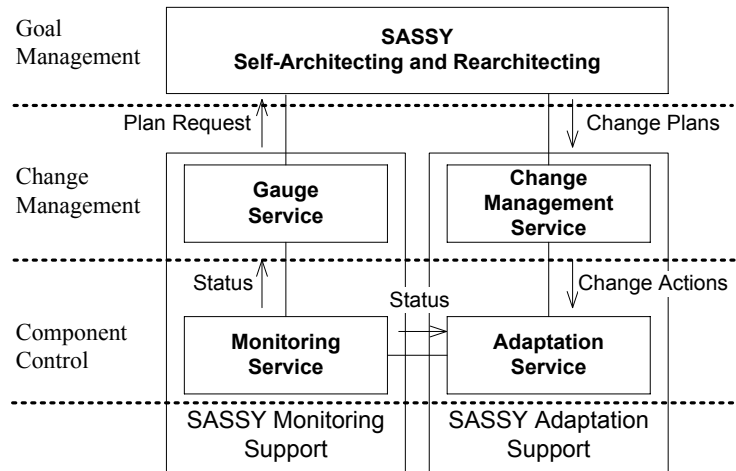 Goal
Management
SASSY
Self-Architecting and Rearchitecting
Plan Request
Change Plans
Change
Management
Gauge
Service
Change
Management
Service
Status
Status
Change Actions
Component
Control
Monitoring
Service
Adaptation
Service
SASSY Monitoring
Support
SASSY Adaptation
Support